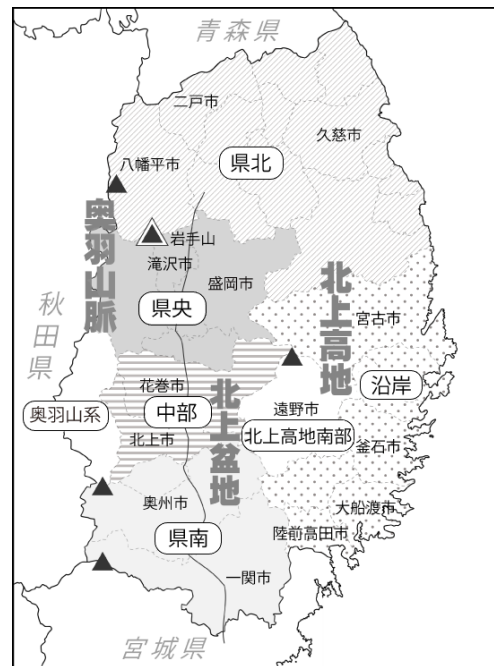 青森県
二戸市
久慈市
八幡平市
県北
奥羽山脈
岩手山
滝沢市
盛岡市
北上高地
秋田県
県央
宮古市
花巻市
北上盆地
沿岸
奥羽山系
中部
遠野市
北上市
北上高地南部
釜石市
奥州市
大船渡市
県南
陸前高田市
一関市
宮城県